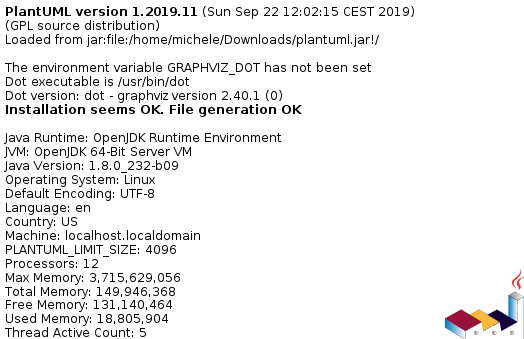 PlantUML version 1.2019.11 (Sun Sep 22 12:02:15 CEST 2019)
(GPL source distribution)
Loaded from jar:file:/home/michele/Downloads/plantuml.jar!/
The environment variable GRAPHVIZ_DOT has not been set
Dot executable is /usr/bin/dot
Dot version: dot - graphviz version 2.40.1 (0)
Installation seems OK. File generation OK
Java Runtime: OpenJDK Runtime Environment
JVM: OpenJDK 64-Bit Server VM
Java Version: 1.8.0_232-b09
Operating System: Linux
Default Encoding: UTF-8
Language: en
Country: US
Machine: localhost.localdomain
PLANTUML_LIMIT_SIZE: 4096
Processors: 12
Max Memory: 3,715,629,056
Total Memory: 149,946,368
Free Memory: 131,140,464
Used Memory: 18,805,904
Thread Active Count: 5